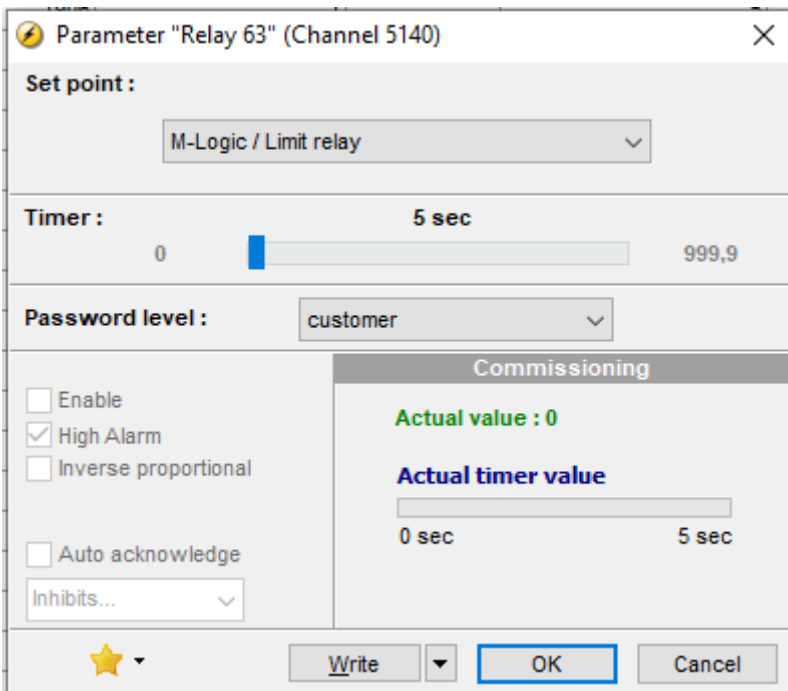 Parameter "Relay 63" (Channel 5140)
Set point :
M-Logic / Limit relay
Timer : 5 sec
0 999,9
Password level : customer
Commissioning
Enable
High Alarm
Inverse proportional
Auto acknowledge
Inhibits...
Actual value : 0
Actual timer value
0 sec 5 sec
Write OK Cancel